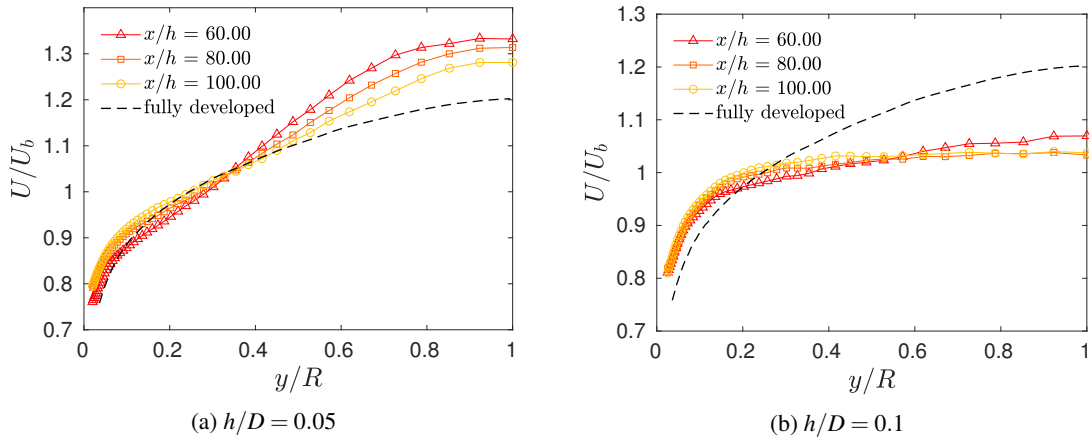 1.3
1.2
1.1
1
0.9
0.8
0.7
U/U_b
x/h = 60.00
x/h = 80.00
x/h = 100.00
fully developed
0 0.2 0.4 0.6 0.8 1
y/R
(a) h/D = 0.05
1.3
1.2
1.1
1
0.9
0.8
0.7
U/U_b
x/h = 60.00
x/h = 80.00
x/h = 100.00
fully developed
0 0.2 0.4 0.6 0.8 1
y/R
(b) h/D = 0.1